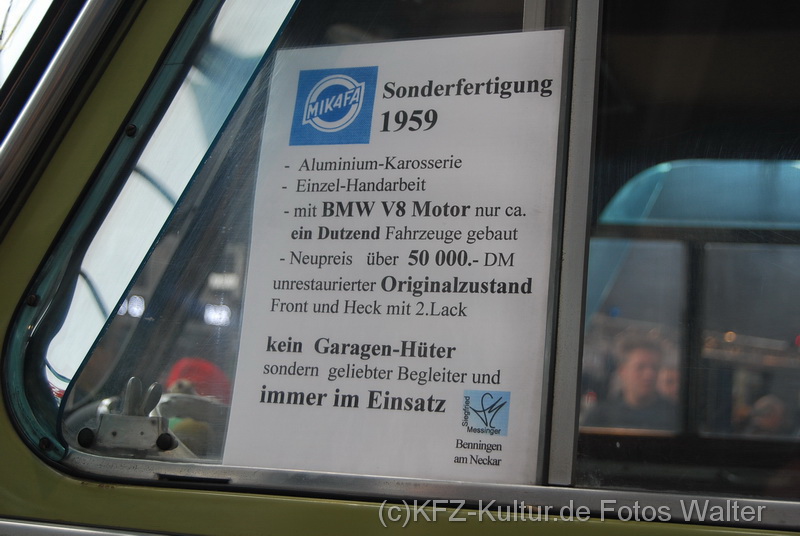 MIKAFA
Sonderfertigung
1959
- Aluminium-Karosserie
- Einzel-Handarbeit
- mit BMW V8 Motor nur ca.
ein Dutzend Fahrzeuge gebaut
- Neupreis über 50 000.- DM
unrestaurierter Originalzustand
Front und Heck mit 2.Lack
kein Garagen-Hüter
sondern geliebter Begleiter und
immer im Einsatz
Siegfried
Messinger
Benningen
am Neckar
(c)KFZ-Kultur.de Fotos Walter